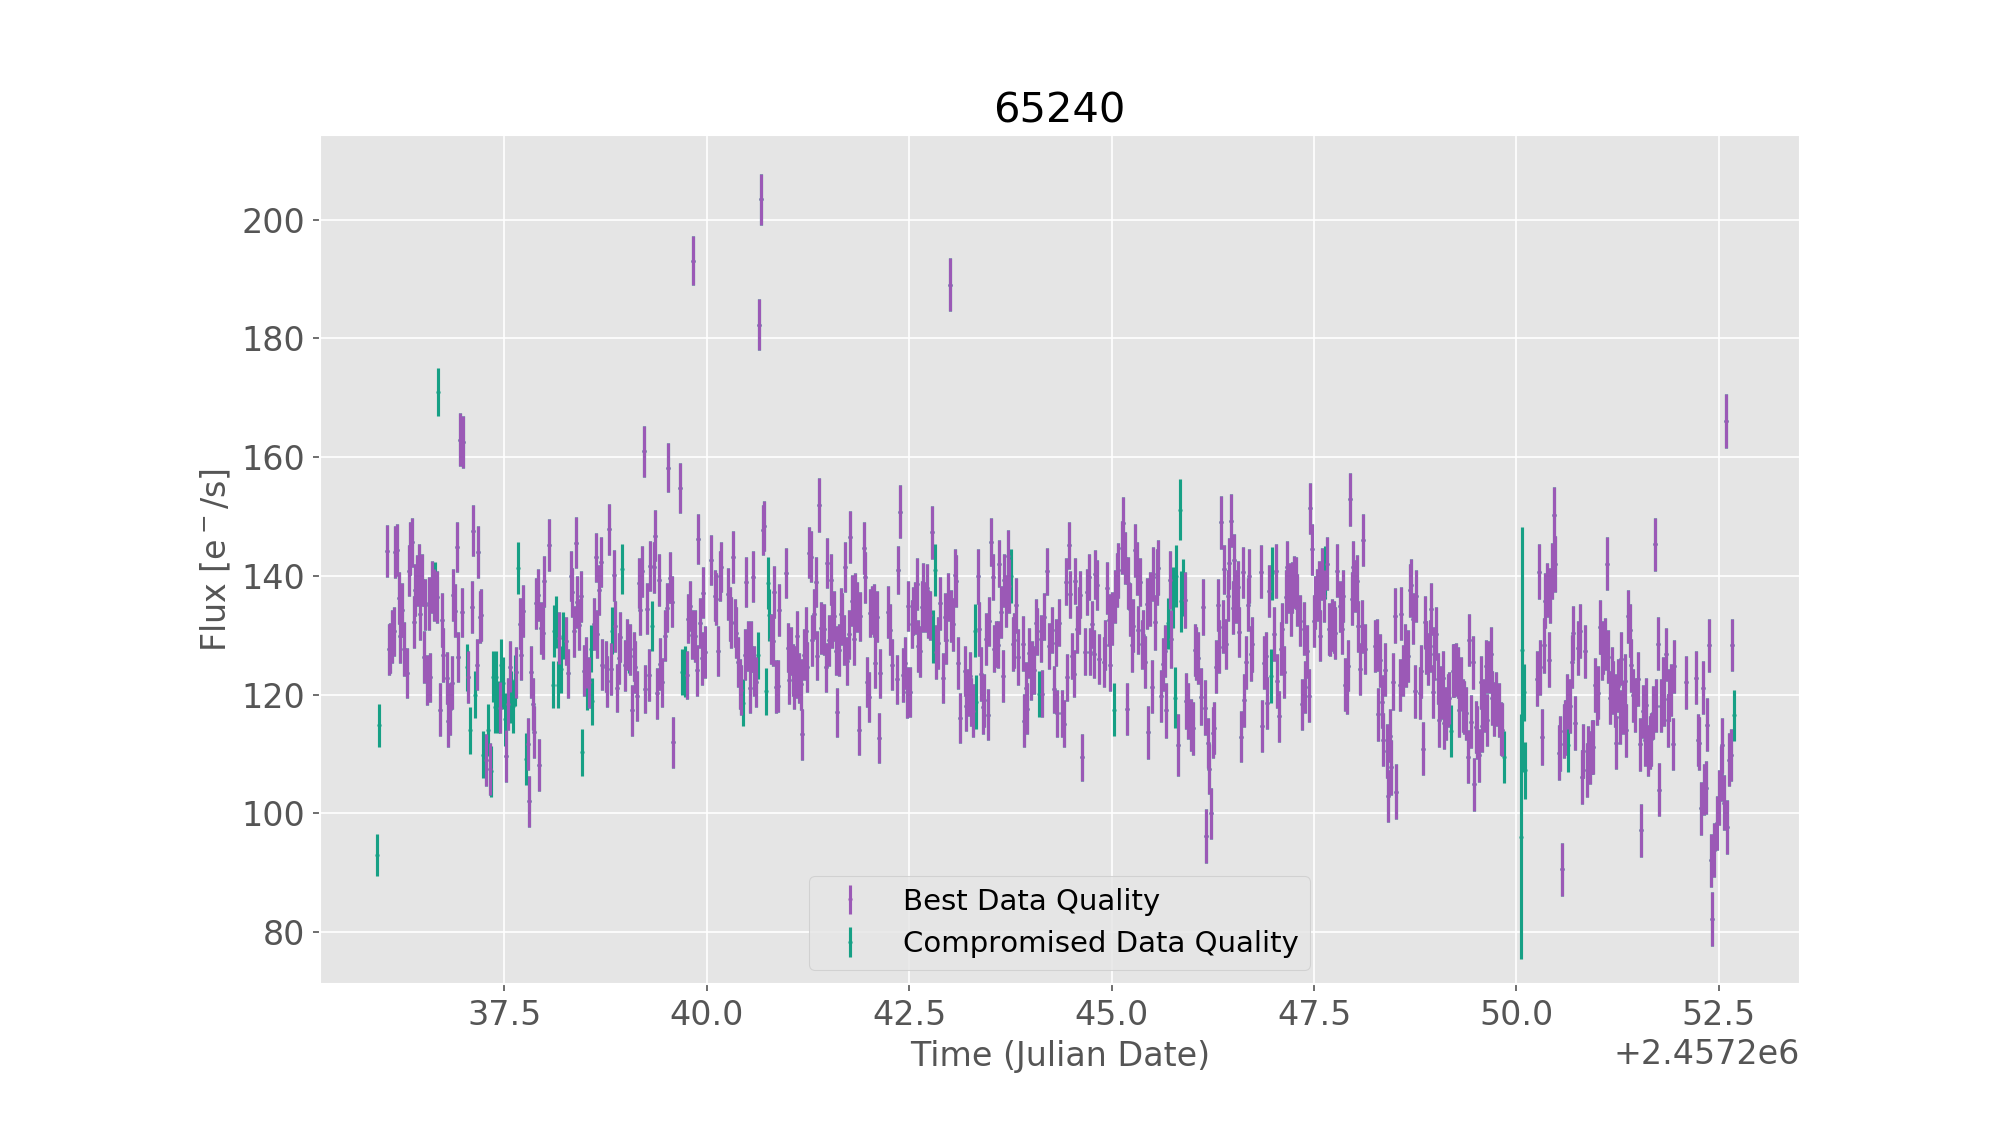 65240
Flux [e⁻/s]
200
180
160
140
120
100
80
Best Data Quality
Compromised Data Quality
37.5 40.0 42.5 45.0 47.5 50.0 52.5
Time (Julian Date)
+2.4572e6